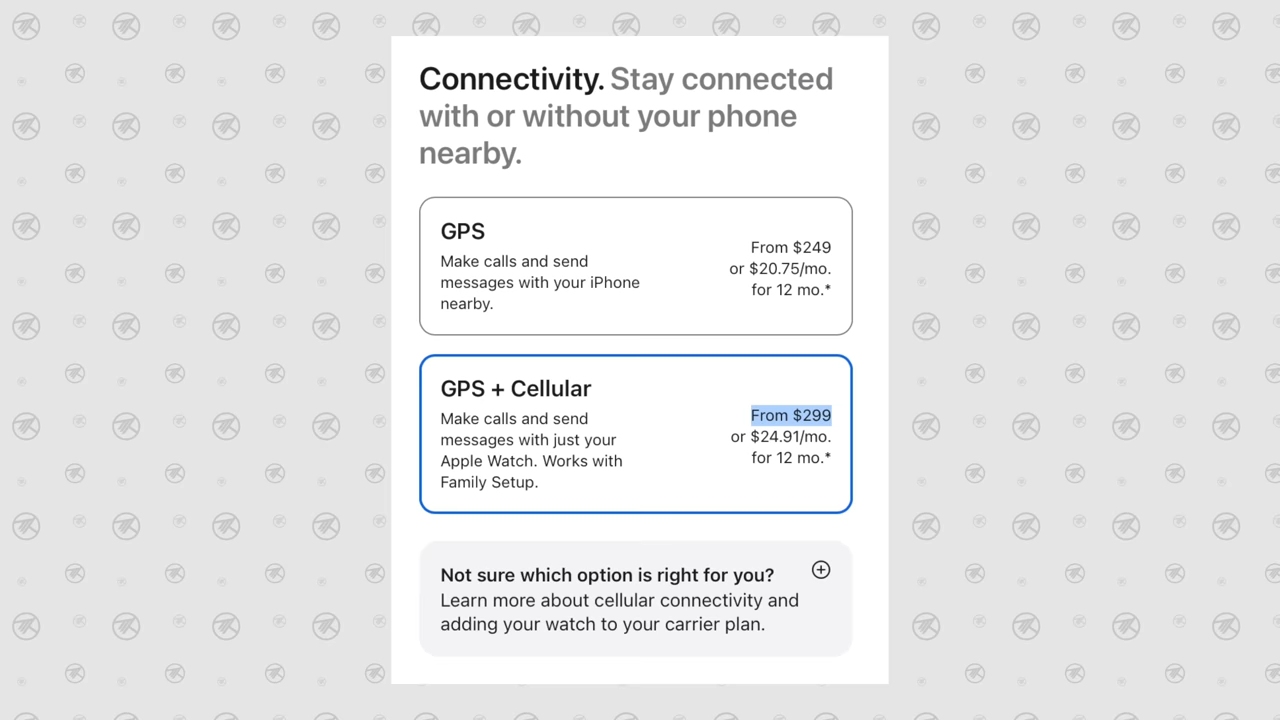 Connectivity. Stay connected
with or without your phone
nearby.
GPS
Make calls and send
messages with your iPhone
nearby.
From $249
or $20.75/mo.
for 12 mo.*
GPS + Cellular
Make calls and send
messages with just your
Apple Watch. Works with
Family Setup.
From $299
or $24.91/mo.
for 12 mo.*
Not sure which option is right for you?
Learn more about cellular connectivity and
adding your watch to your carrier plan.